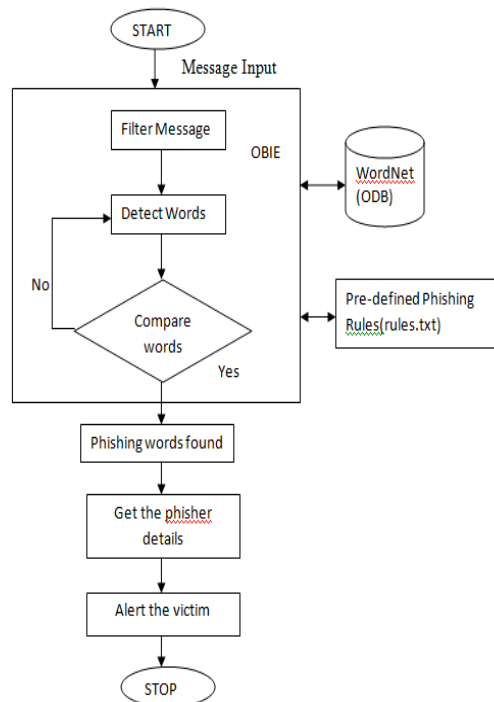 START
Message Input
Filter Message
OBIE
WordNet
(ODB)
Detect Words
No
Compare
words
Yes
Pre-defined Phishing
Rules(rules.txt)
Phishing words found
Get the phisher
details
Alert the victim
STOP